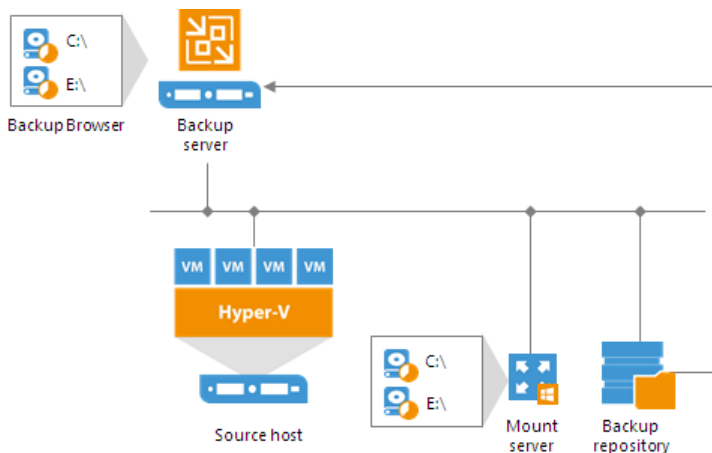 C:\
E:\
Backup Browser
Backup
server
VM VM VM VM
Hyper-V
Source host
C:\
E:\
Mount
server
Backup
repository